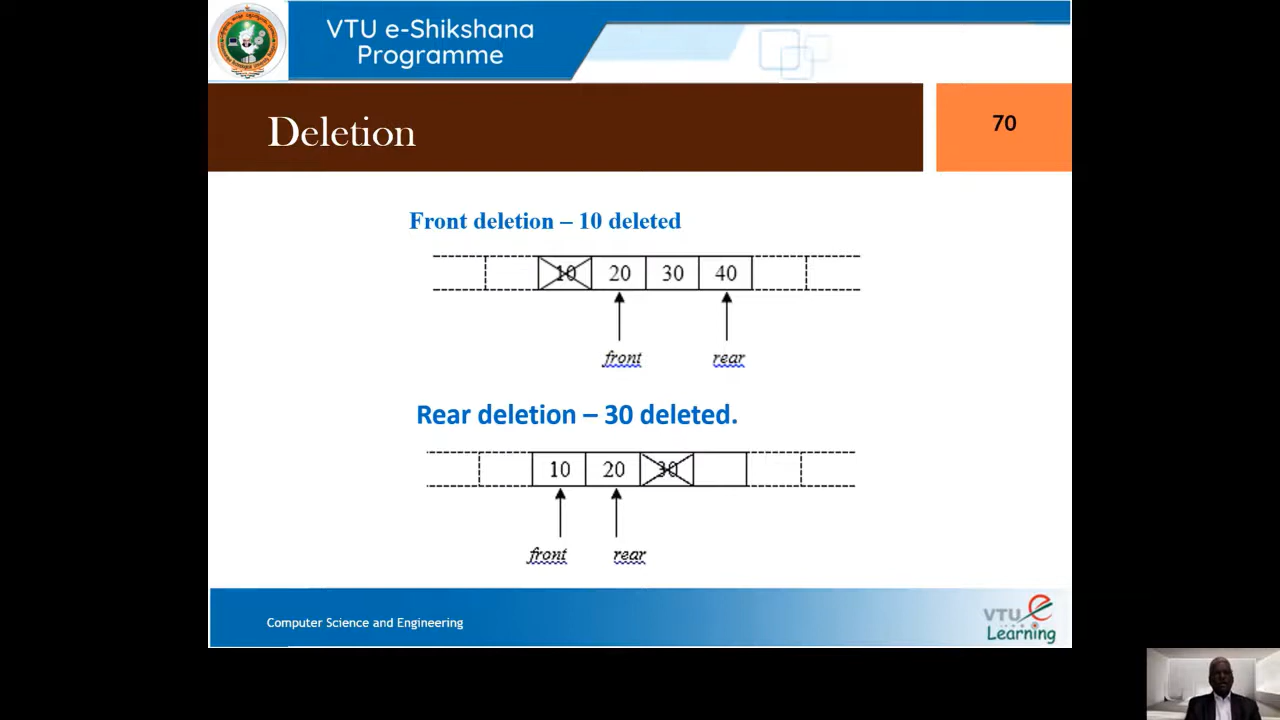 VTU e-Shikshana
Programme
Deletion
70
Front deletion – 10 deleted
10 20 30 40
front rear
Rear deletion – 30 deleted.
10 20 30
front rear
Computer Science and Engineering
VTU e
Learning